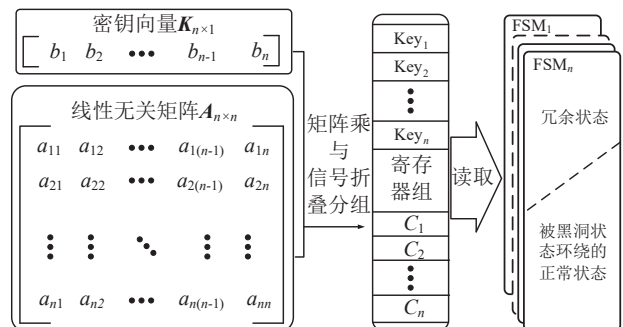 密钥向量K_{n×1}
b_1 b_2 ••• b_{n-1} b_n
线性无关矩阵A_{n×n}
a_{11} a_{12} ••• a_{1(n-1)} a_{1n}
a_{21} a_{22} ••• a_{2(n-1)} a_{2n}
a_{n1} a_{n2} ••• a_{n(n-1)} a_{nn}
矩阵乘
与
信号折
叠分组
Key_1
Key_2
Key_n
寄存
器组
C_1
C_2
C_n
读取
FSM_1
FSM_n
冗余状态
被黑洞状
态环绕的
正常状态